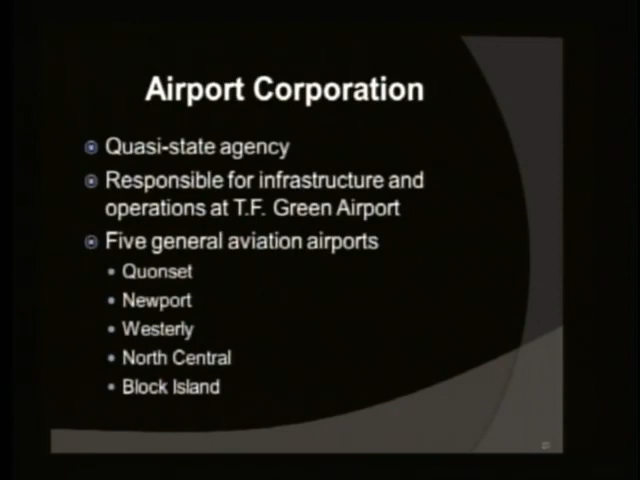 Airport Corporation
Quasi-state agency
Responsible for infrastructure and
operations at T.F. Green Airport
Five general aviation airports
Quonset
Newport
Westerly
North Central
Block Island